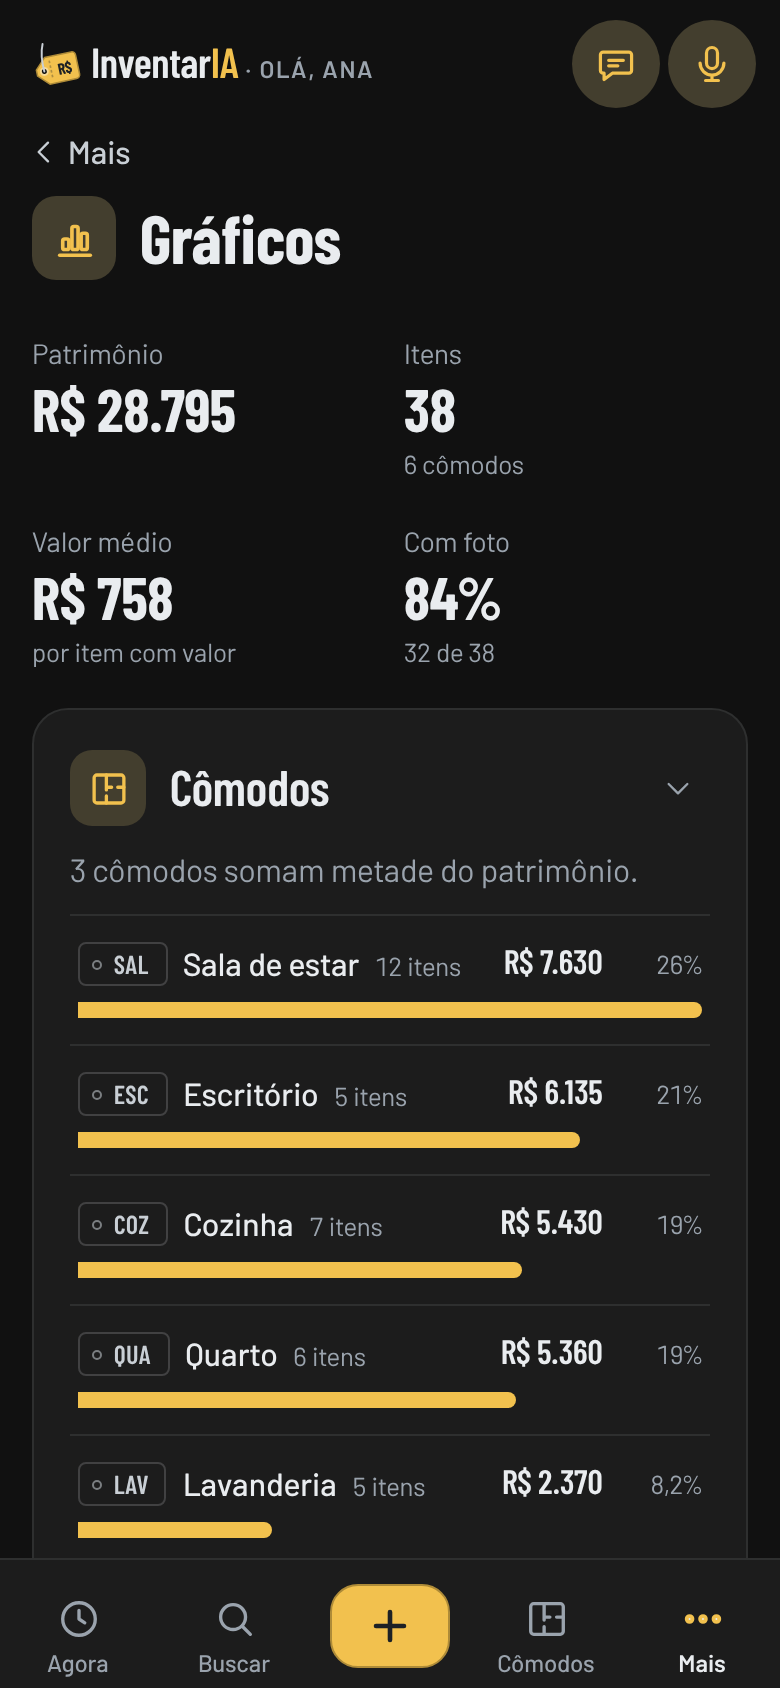 R$ InventarIA · OLÁ, ANA
Mais
Gráficos
Patrimônio
R$ 28.795
Itens
38
6 cômodos
Valor médio
R$ 758
por item com valor
Com foto
84%
32 de 38
Cômodos
3 cômodos somam metade do patrimônio.
SAL Sala de estar 12 itens R$ 7.630 26%
ESC Escritório 5 itens R$ 6.135 21%
COZ Cozinha 7 itens R$ 5.430 19%
QUA Quarto 6 itens R$ 5.360 19%
LAV Lavanderia 5 itens R$ 2.370 8,2%
Agora Buscar Cômodos Mais